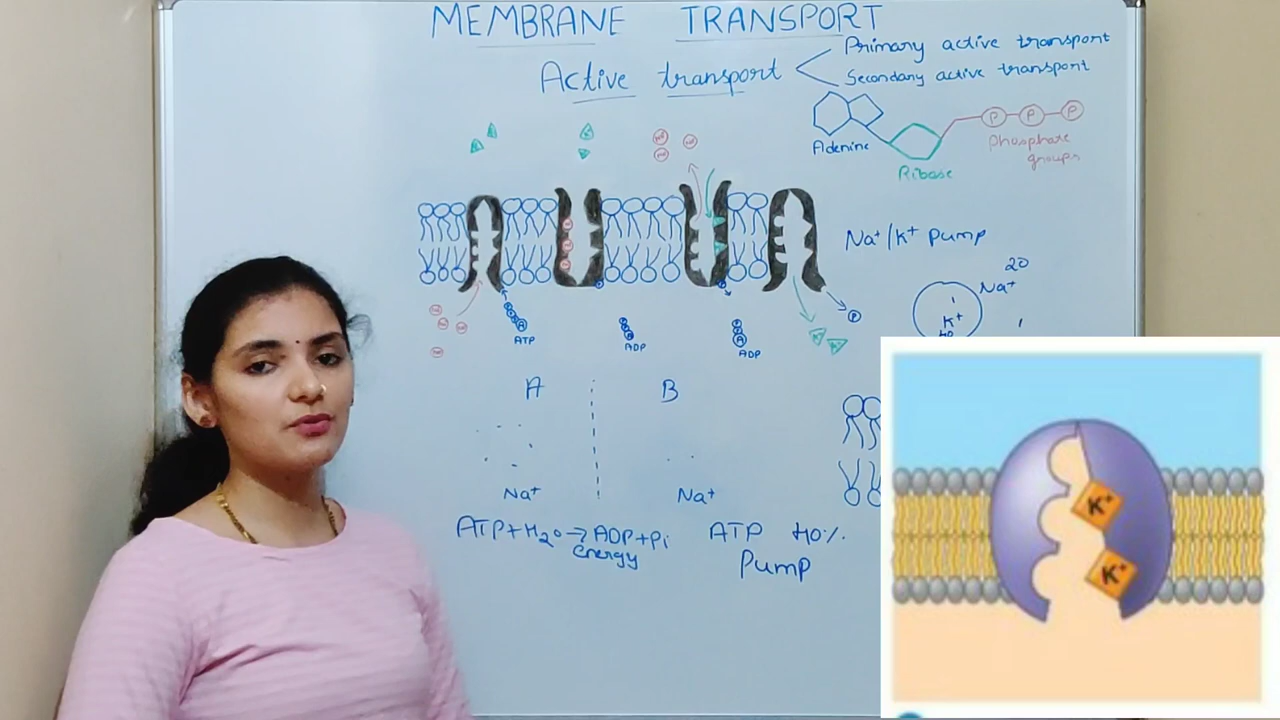 MEMBRANE TRANSPORT
Active transport
Primary active transport
Secondary active transport
P P P
Adenine
Phosphate groups
Ribase
Na⁺/K⁺ pump
20
Na⁺
K⁺
P
ATP
ADP
ADP
A B
Na⁺ Na⁺
ATP+H₂O→ADP+Pi
energy
ATP 40%.
Pump
K⁺
K⁺